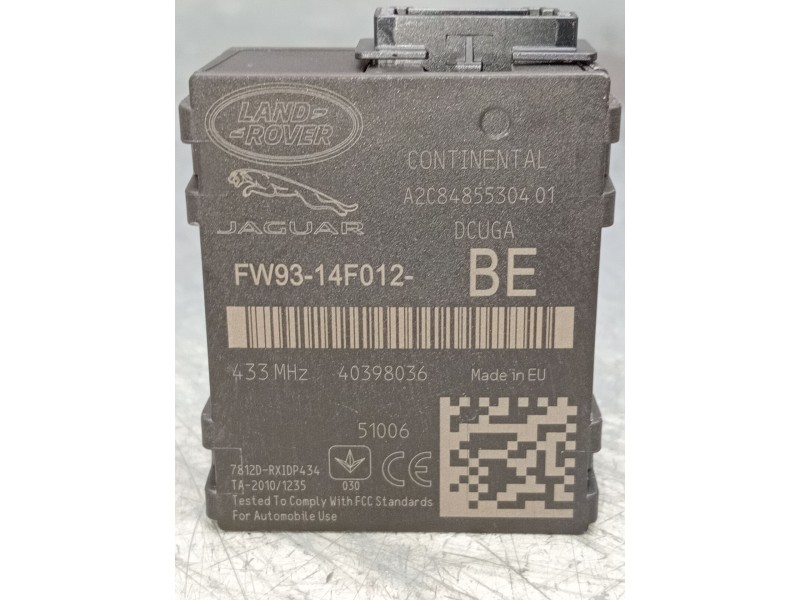 LAND
ROVER
JAGUAR
CONTINENTAL
A2C84855304 01
DCUGA
FW93-14F012- BE
433 MHz 40398036 Made in EU
51006
7812D-RXIDP434
TA-2010/1235
030
CE
Tested To Comply With FCC Standards
For Automobile Use